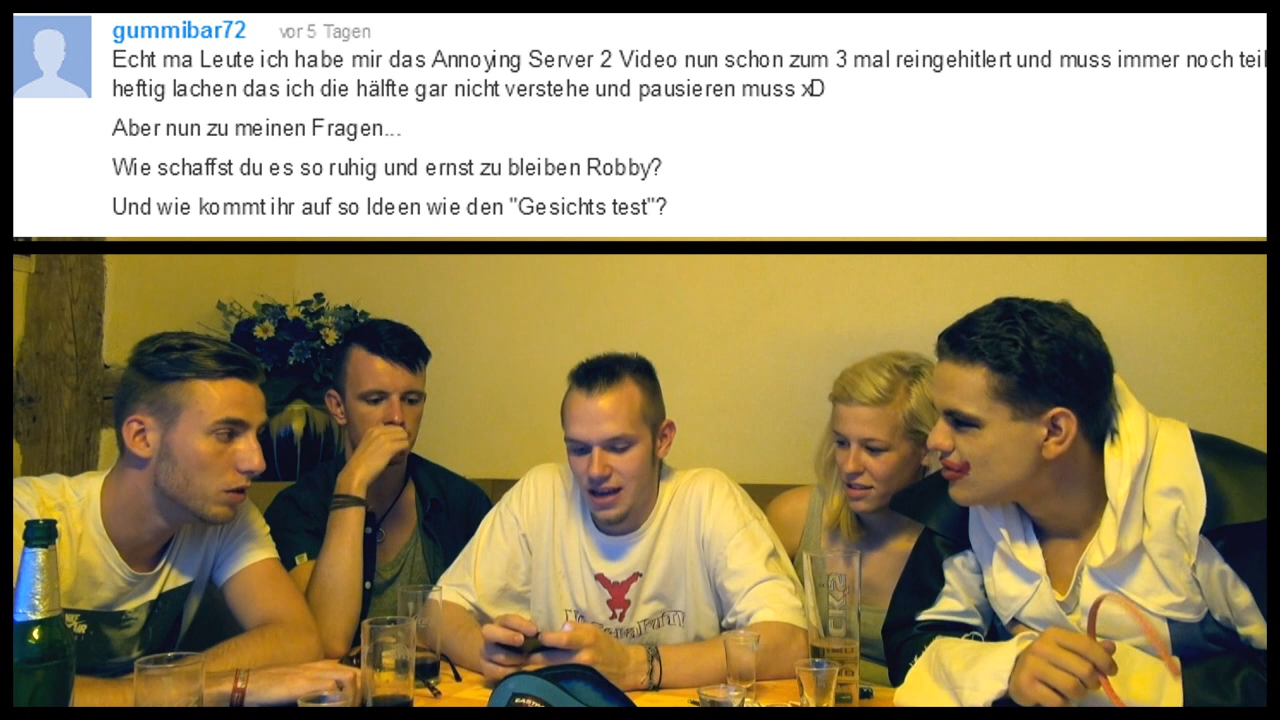 gummibar72 vor 5 Tagen
Echt ma Leute ich habe mir das Annoying Server 2 Video nun schon zum 3 mal reingehitlert und muss immer noch teil
heftig lachen das ich die hälfte gar nicht verstehe und pausieren muss xD
Aber nun zu meinen Fragen...
Wie schaffst du es so ruhig und ernst zu bleiben Robby?
Und wie kommt ihr auf so Ideen wie den "Gesichts test"?